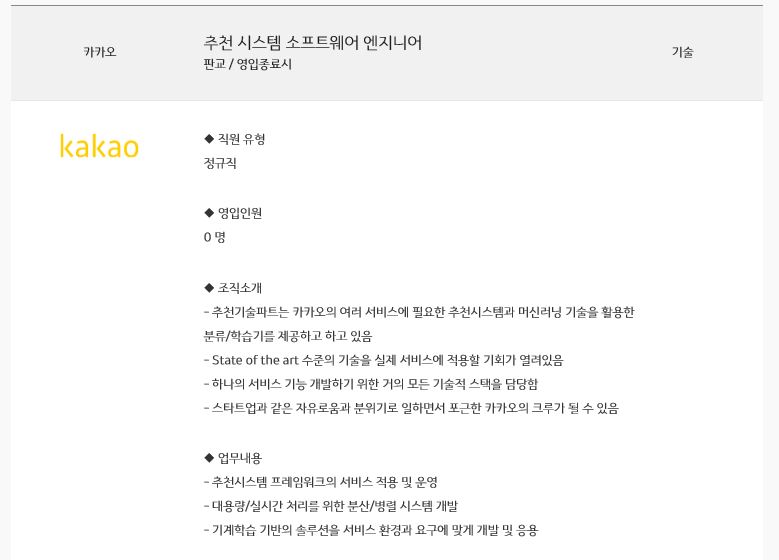 카카오
추천 시스템 소프트웨어 엔지니어
판교 / 영입종료시
기술
kakao
◆ 직원 유형
정규직
◆ 영입인원
0 명
◆ 조직소개
- 추천기술파트는 카카오의 여러 서비스에 필요한 추천시스템과 머신러닝 기술을 활용한
분류/학습기를 제공하고 하고 있음
- State of the art 수준의 기술을 실제 서비스에 적용할 기회가 열려있음
- 하나의 서비스 기능 개발하기 위한 거의 모든 기술적 스택을 담당함
- 스타트업과 같은 자유로움과 분위기로 일하면서 포근한 카카오의 크루가 될 수 있음
◆ 업무내용
- 추천시스템 프레임워크의 서비스 적용 및 운영
- 대용량/실시간 처리를 위한 분산/병렬 시스템 개발
- 기계학습 기반의 솔루션을 서비스 환경과 요구에 맞게 개발 및 응용